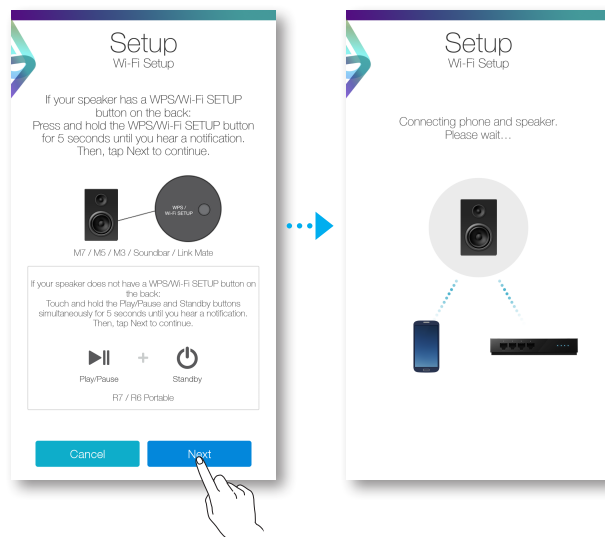 Setup
Wi-Fi Setup
If your speaker has a WPS/Wi-Fi SETUP
button on the back:
Press and hold the WPS/Wi-Fi SETUP button
for 5 seconds until you hear a notification.
Then, tap Next to continue.
WPS /
Wi-Fi SETUP
M7 / M5 / M3 / Soundbar / Link Mate
If your speaker does not have a WPS/Wi-Fi SETUP button on
the back:
Touch and hold the Play/Pause and Standby buttons
simultaneously for 5 seconds until you hear a notification.
Then, tap Next to continue.
+
Play/Pause
Standby
R7 / R6 Portable
Cancel
Next
Setup
Wi-Fi Setup
Connecting phone and speaker.
Please wait…